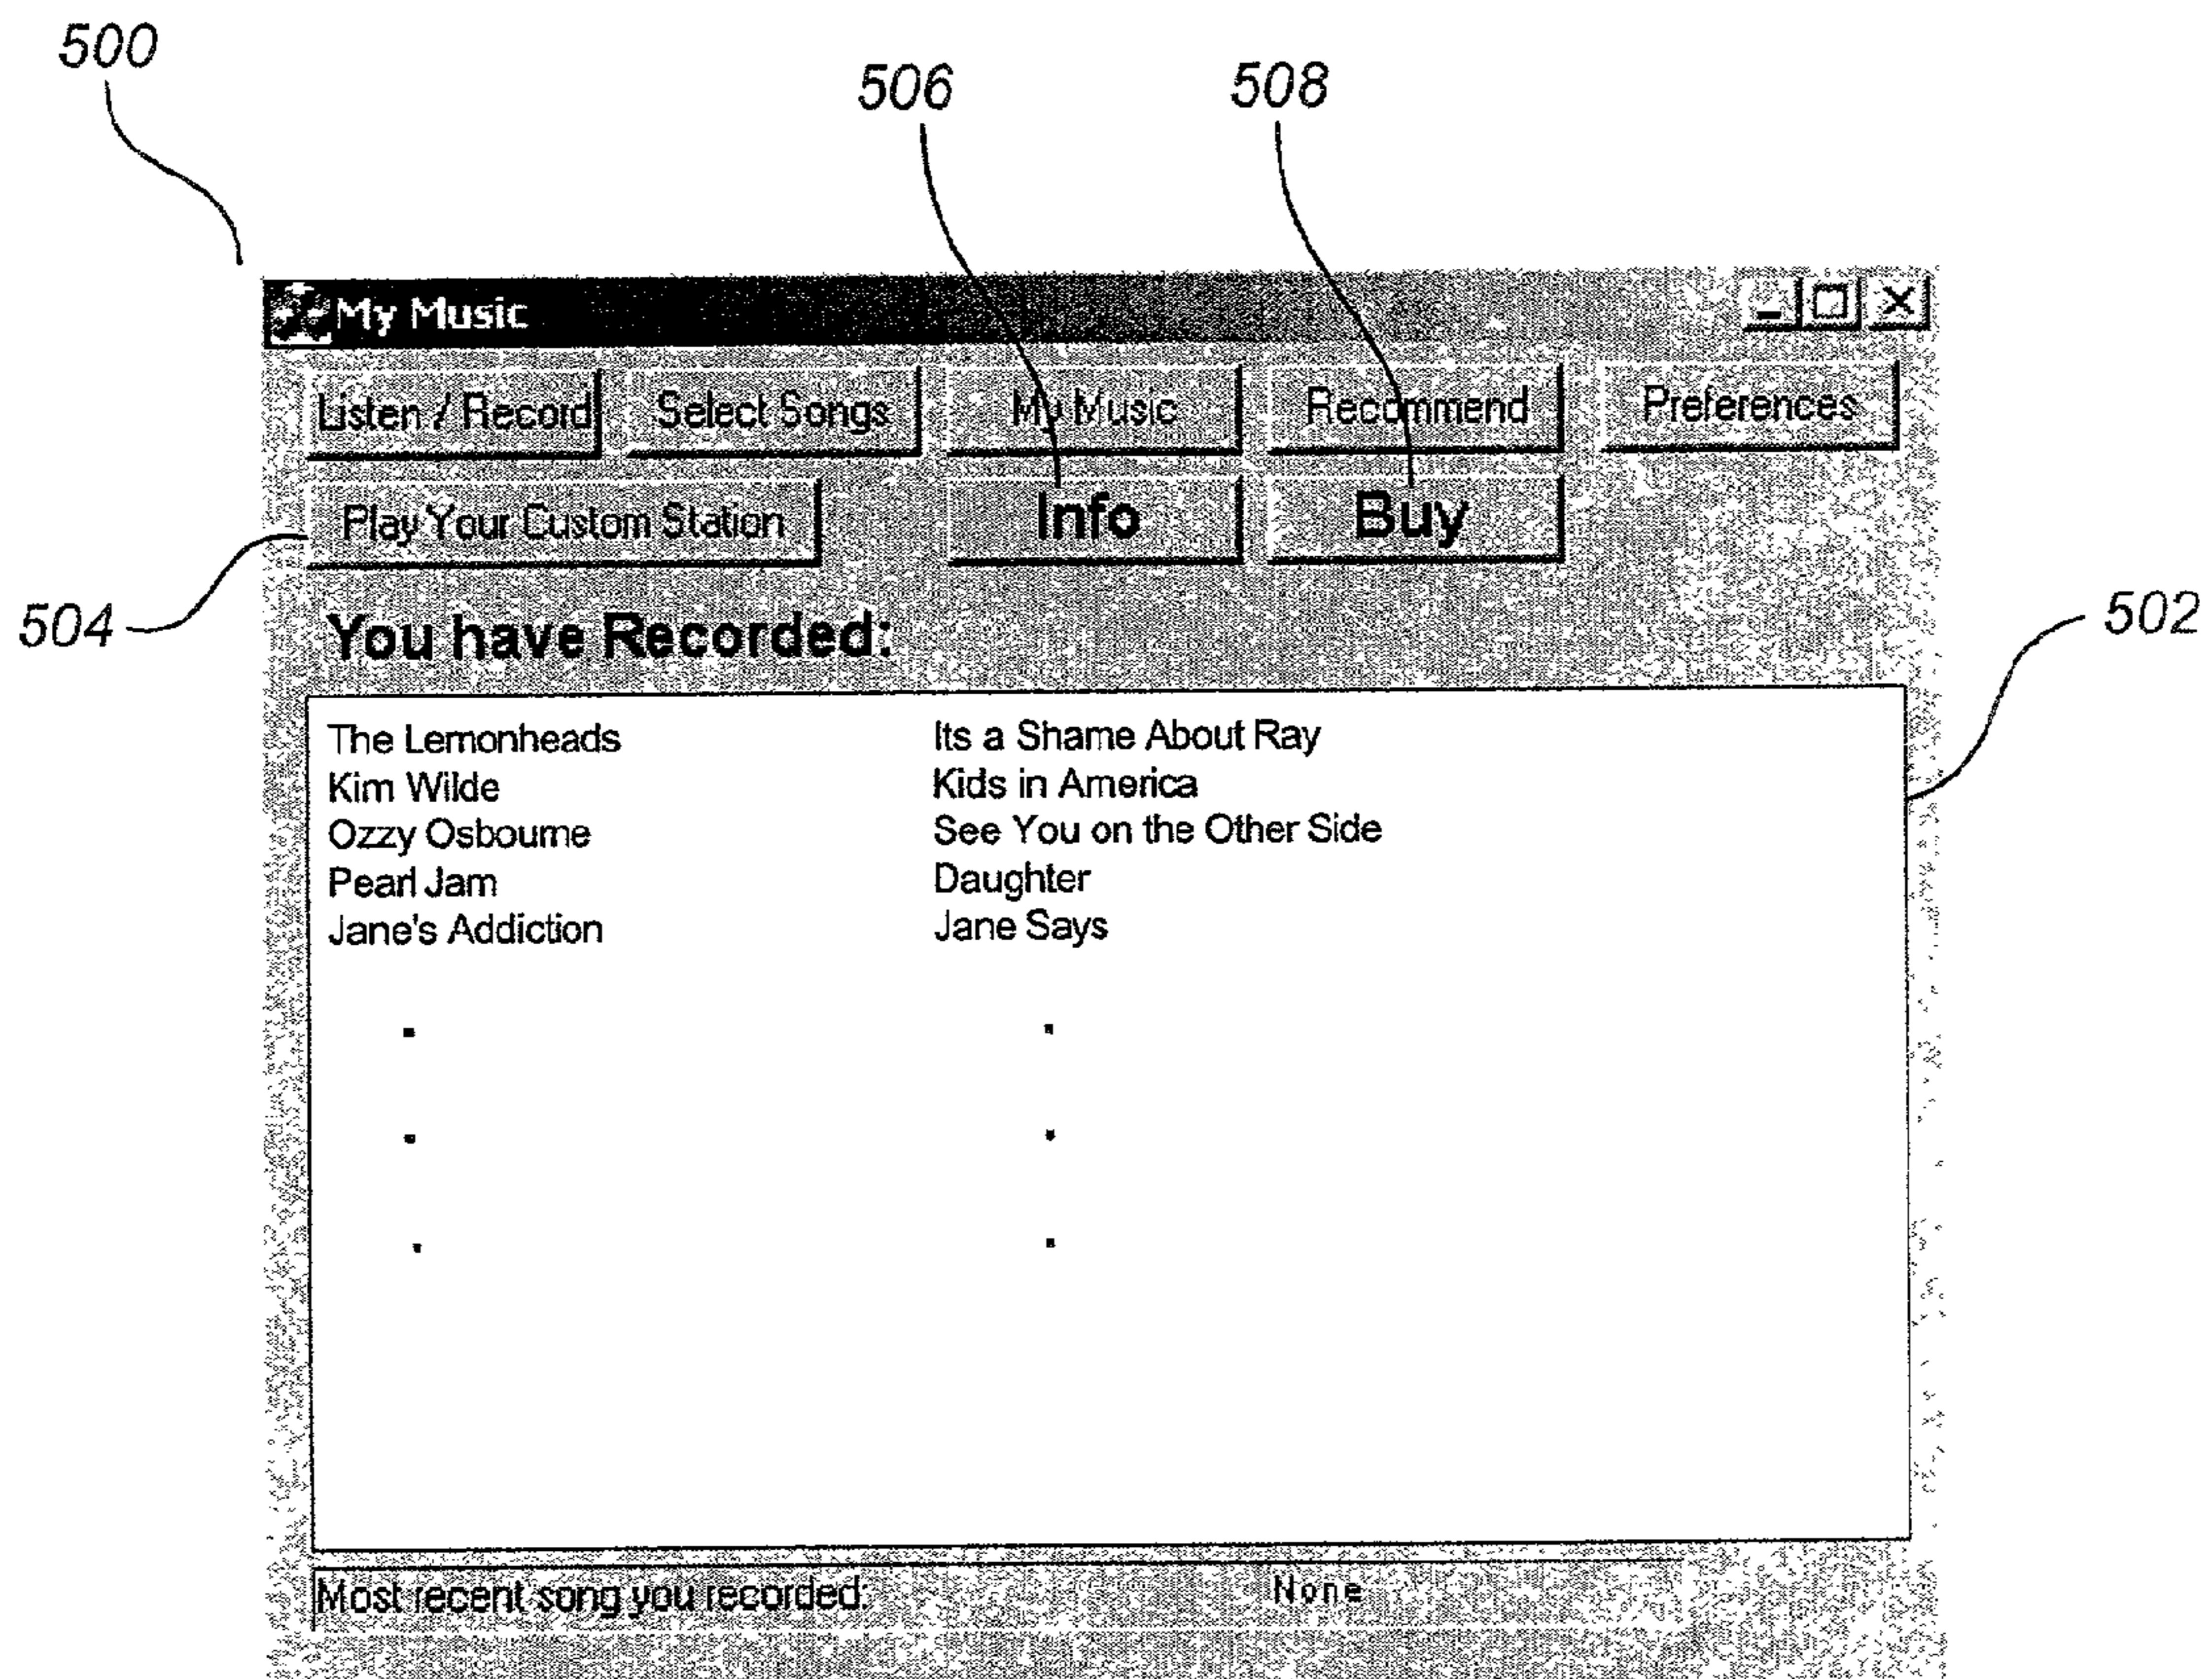 500
506 508
My Music
Listen / Record Select Songs My Music Recommend Preferences
Play Your Custom Station Info Buy
504
You have Recorded:
502
The Lemonheads Its a Shame About Ray
Kim Wilde Kids in America
Ozzy Osbourne See You on the Other Side
Pearl Jam Daughter
Jane's Addiction Jane Says
Most recent song you recorded: None